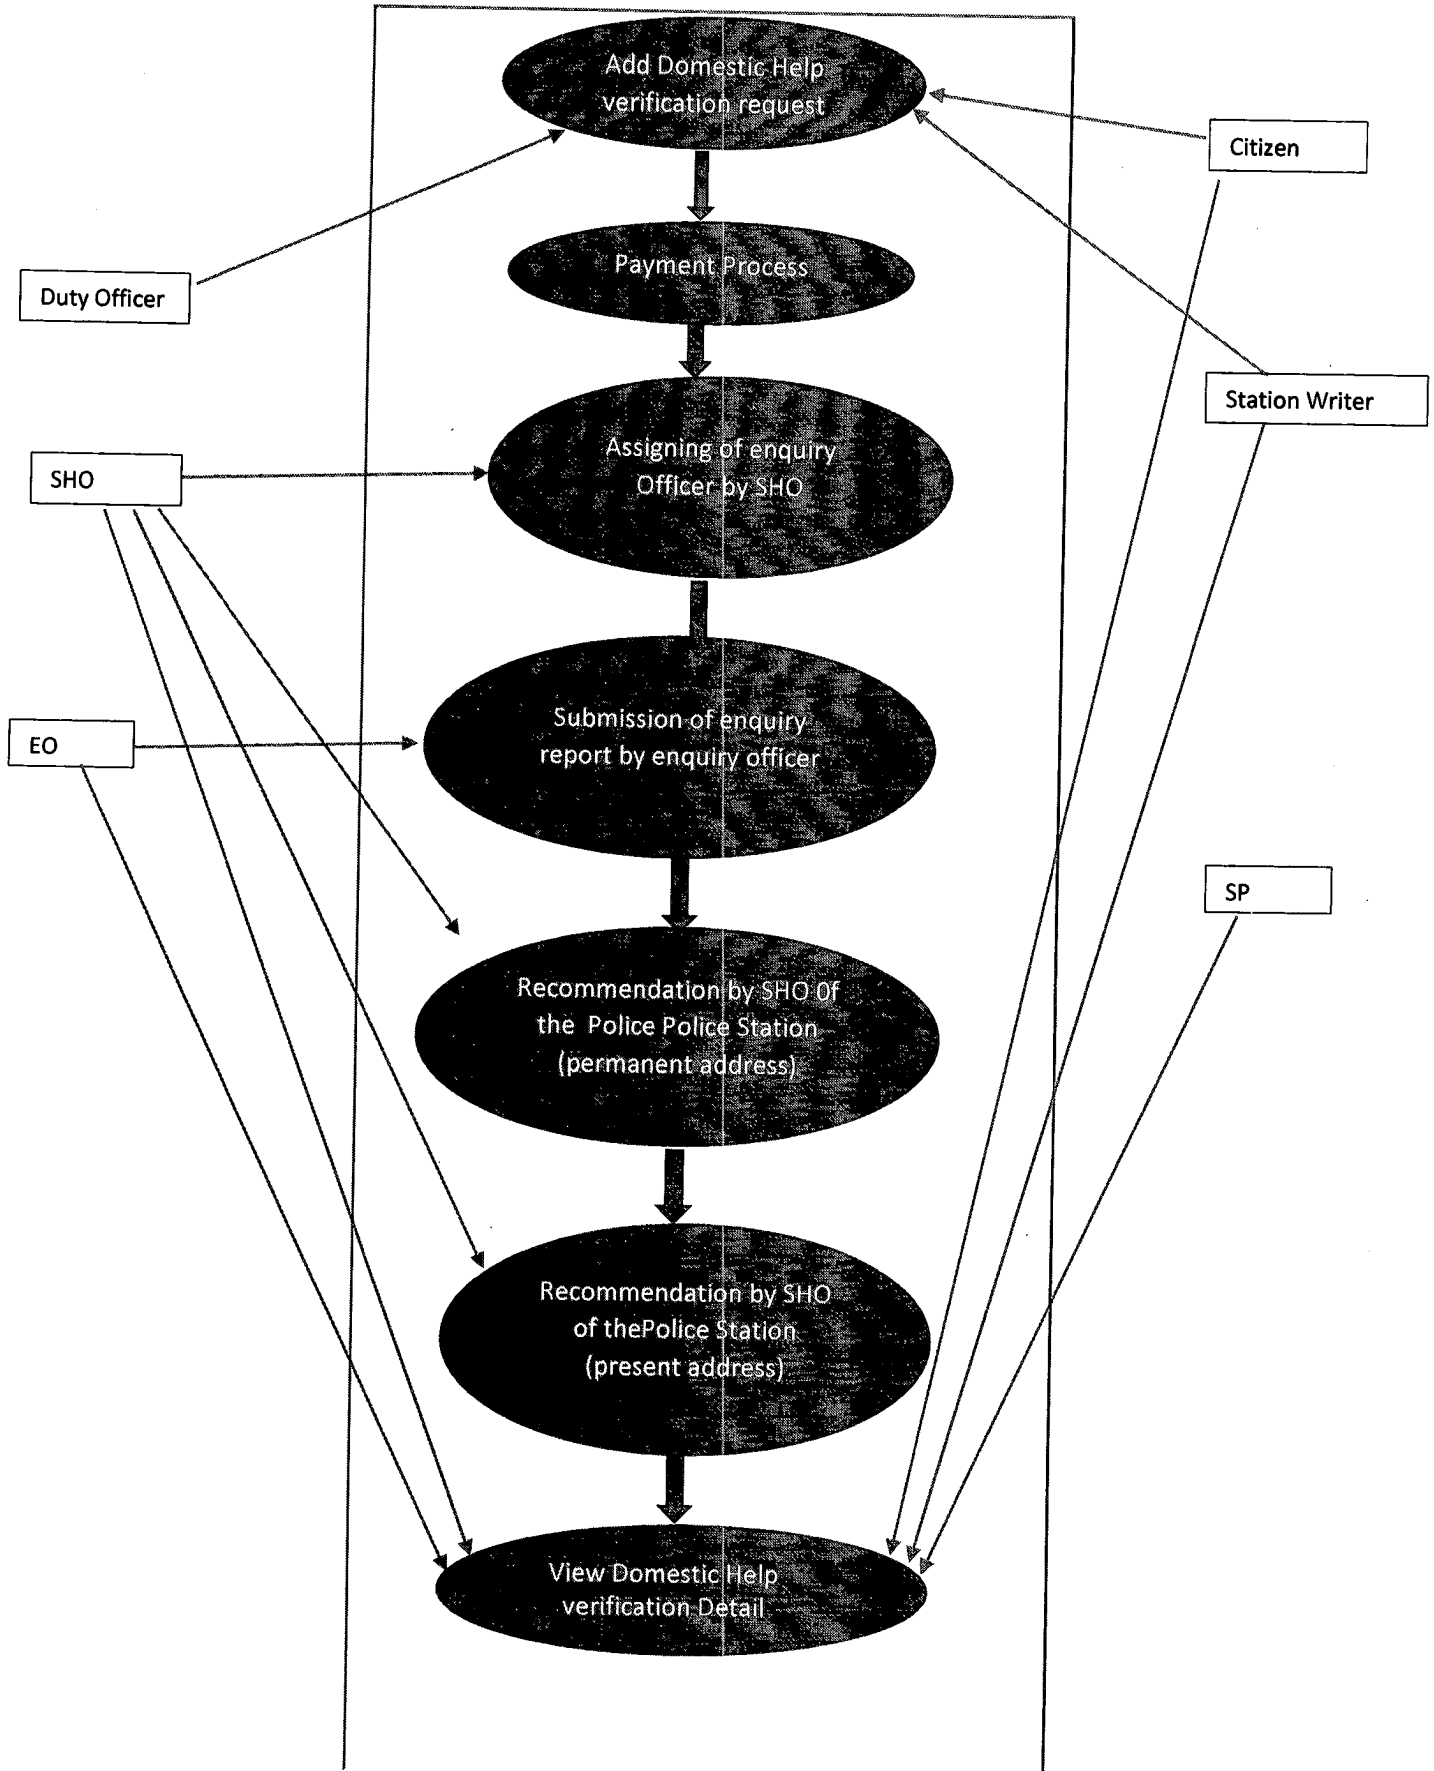 Add Domestic Help
verification request
Citizen
Payment Process
Duty Officer
Station Writer
Assigning of enquiry
Officer by SHO
SHO
Submission of enquiry
report by enquiry officer
EO
SP
Recommendation by SHO 0f
the Police Police Station
(permanent address)
Recommendation by SHO
of thePolice Station
(present address)
View Domestic Help
verification Detail